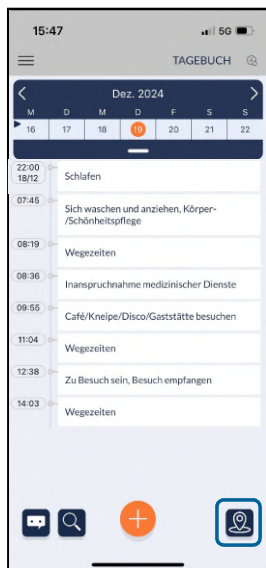 15:47
5G
TAGEBUCH
Dez. 2024
M D M D F S S
16 17 18 19 20 21 22
22:00
18/12
Schlafen
07:45
Sich waschen und anziehen, Körper-
/Schönheitspflege
08:19
Wegezeiten
08:36
Inanspruchnahme medizinischer Dienste
09:55
Café/Kneipe/Disco/Gaststätte besuchen
11:04
Wegezeiten
12:38
Zu Besuch sein, Besuch empfangen
14:03
Wegezeiten